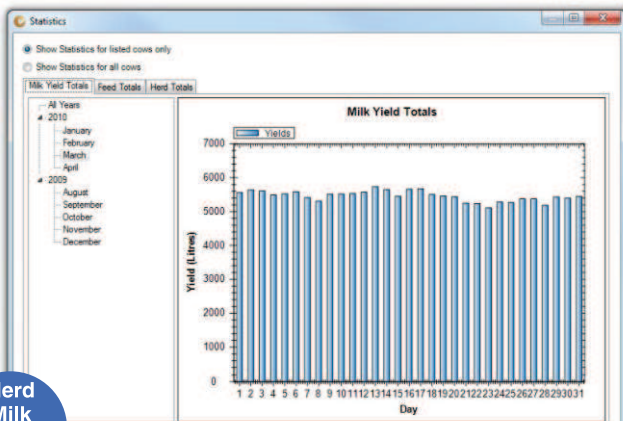 Statistics
Show Statistics for listed cows only
Show Statistics for all cows
Milk Yield Totals Feed Totals Herd Totals
All Years
2010
January
February
March
April
2009
August
September
October
November
December
Milk Yield Totals
Yields
7000
6000
5000
4000
3000
2000
1000
0
Yield (Litres)
1 2 3 4 5 6 7 8 9 10 11 12 13 14 15 16 17 18 19 20 21 22 23 24 25 26 27 28 29 30 31
Day
Milk